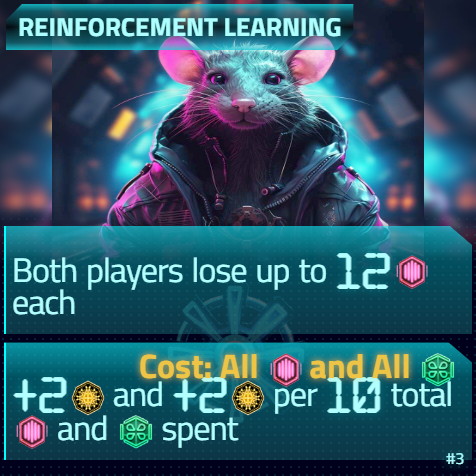 REINFORCEMENT LEARNING
Both players lose up to 12
each
Cost: All and All
+2 and +2 per 10 total
and spent
#3